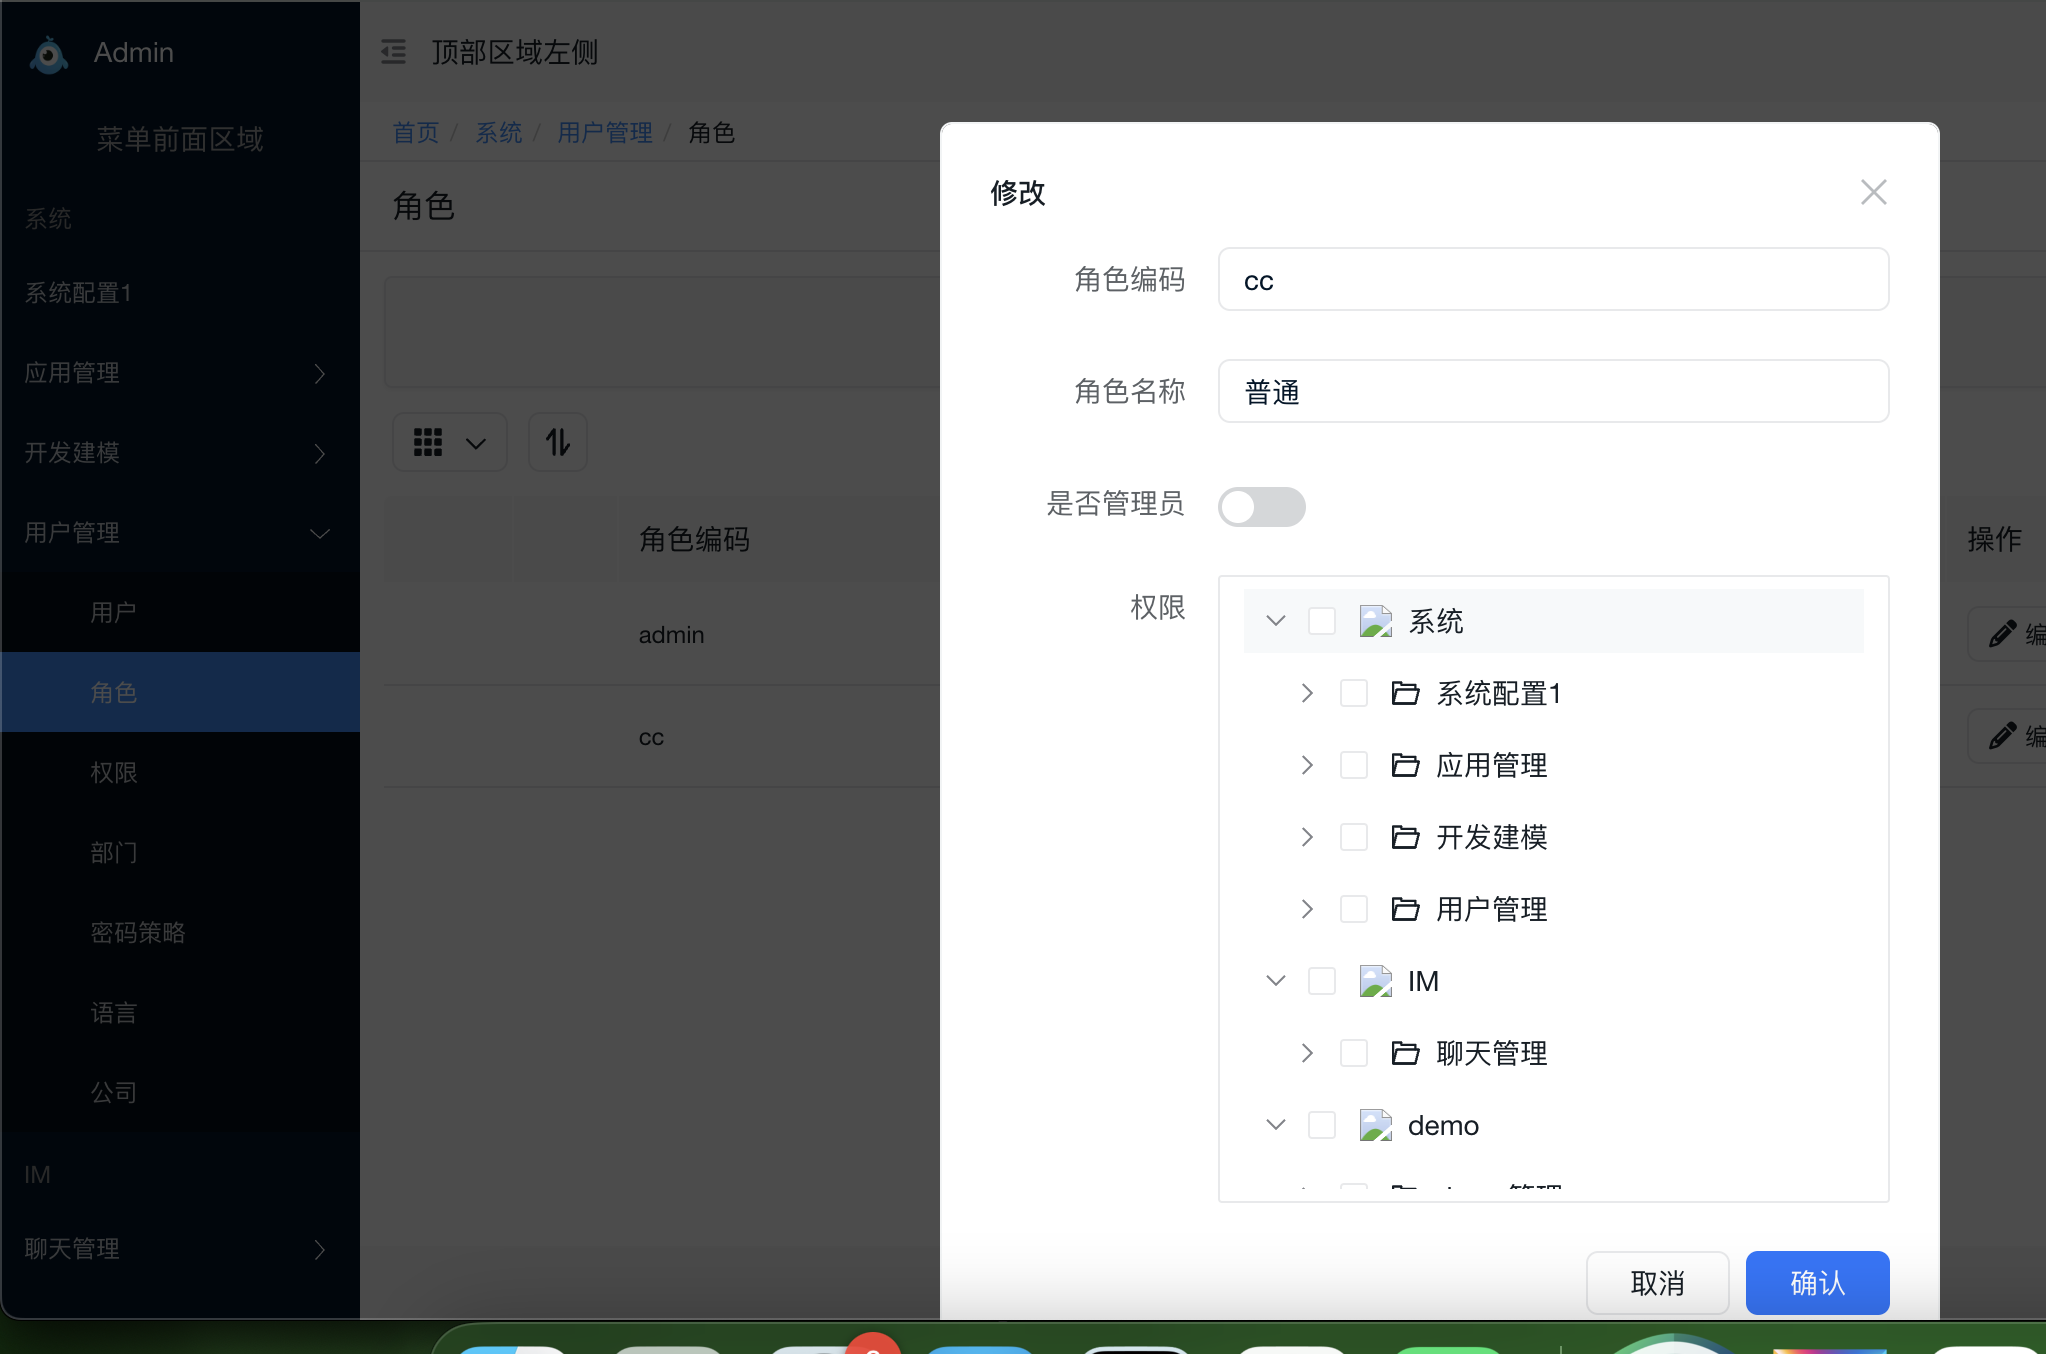 Admin
菜单前面区域
系统
系统配置1
应用管理
开发建模
用户管理
用户
角色
权限
部门
密码策略
语言
公司
IM
聊天管理
顶部区域左侧
首页 / 系统 / 用户管理 / 角色
角色
角色编码
操作
admin
编
cc
编
修改
角色编码
cc
角色名称
普通
是否管理员
权限
系统
系统配置1
应用管理
开发建模
用户管理
IM
聊天管理
demo
取消
确认